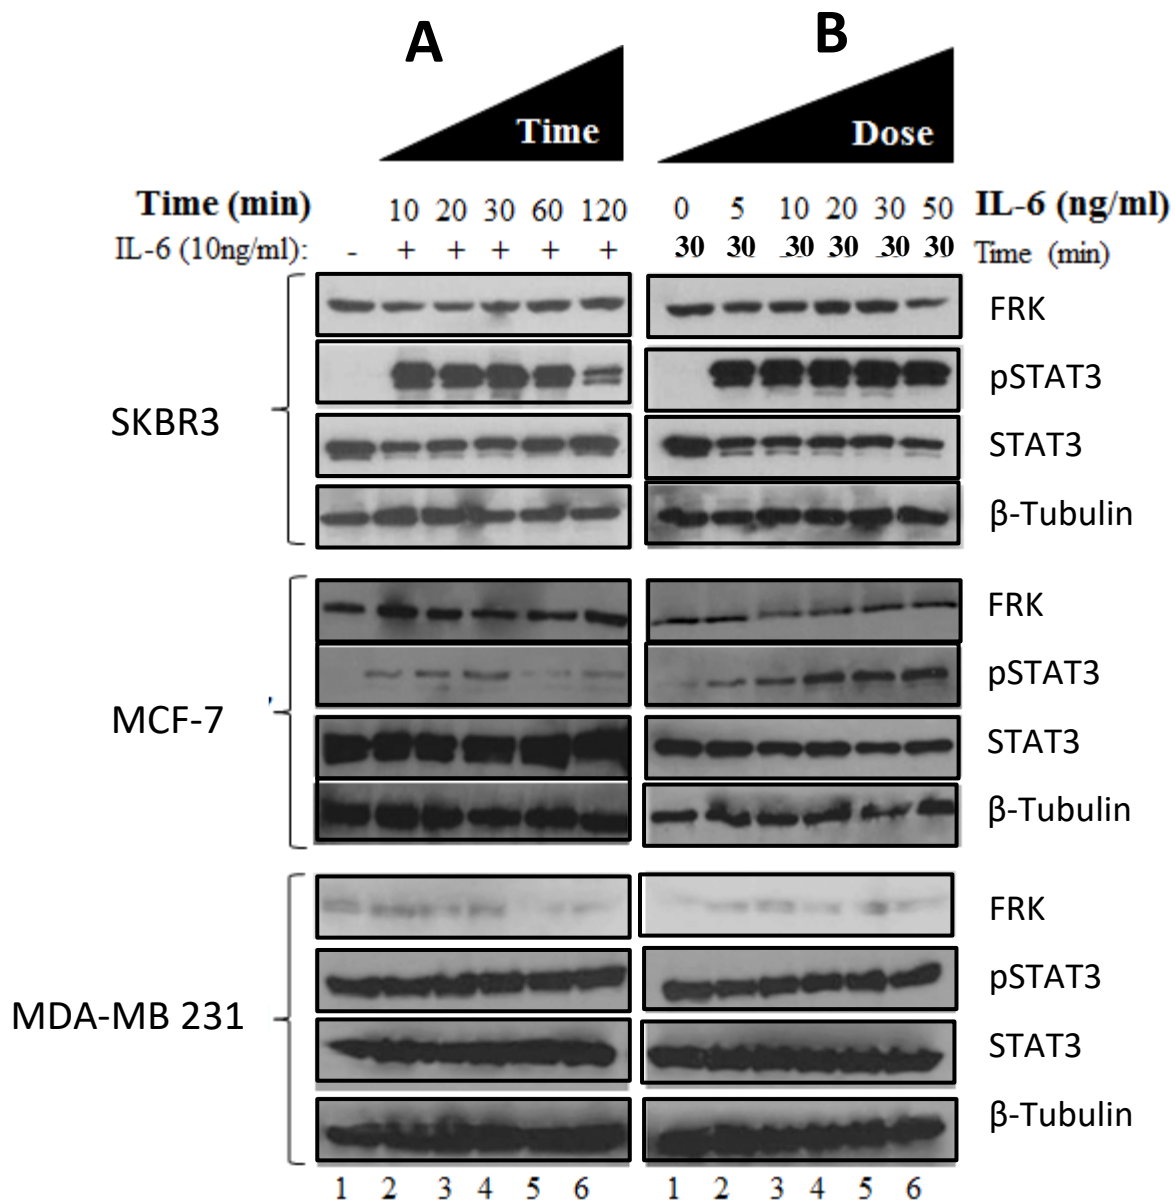 A B
Time Dose
Time (min) 10 20 30 60 120 0 5 10 20 30 50 IL-6 (ng/ml)
IL-6 (10ng/ml): - + + + + + 30 30 30 30 30 30 Time (min)
FRK
pSTAT3
SKBR3
STAT3
β-Tubulin
FRK
pSTAT3
MCF-7
STAT3
β-Tubulin
FRK
pSTAT3
MDA-MB 231
STAT3
β-Tubulin
1 2 3 4 5 6 1 2 3 4 5 6